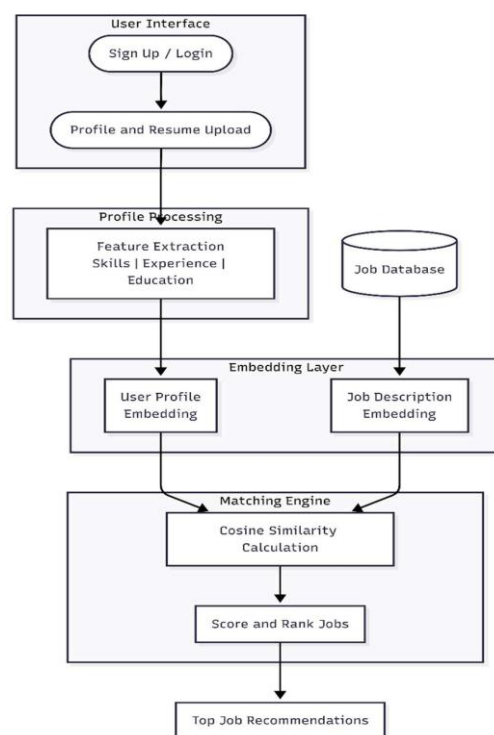 User Interface
Sign Up / Login
Profile and Resume Upload
Profile Processing
Feature Extraction
Skills | Experience |
Education
Job Database
Embedding Layer
User Profile
Embedding
Job Description
Embedding
Matching Engine
Cosine Similarity
Calculation
Score and Rank Jobs
Top Job Recommendations